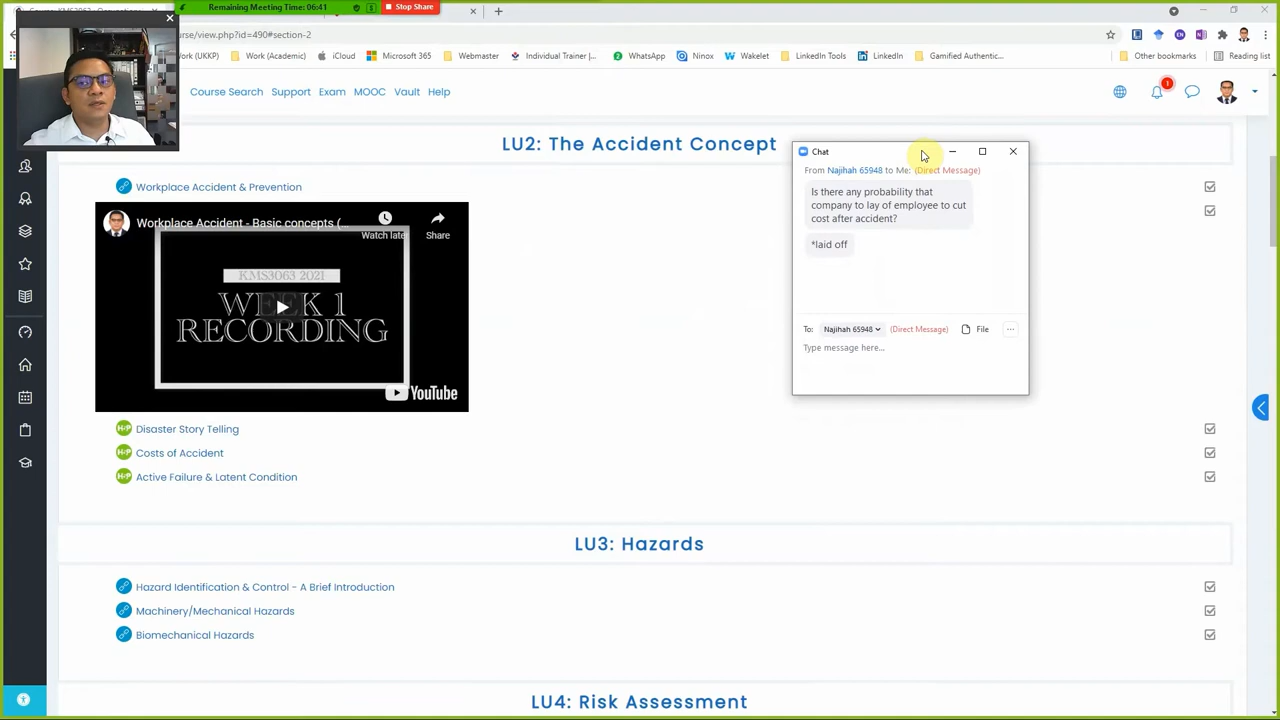 Remaining Meeting Time: 06:41
Stop Share
rse/view.php?id=490#section-2
Work (UKKP)
Work (Academic)
iCloud
Microsoft 365
Webmaster
Individual Trainer |...
WhatsApp
Ninox
Wakelet
LinkedIn Tools
LinkedIn
Gamified Authentic...
Other bookmarks
Reading list
Course Search
Support
Exam
MOOC
Vault
Help
1
LU2: The Accident Concept
Workplace Accident & Prevention
Workplace Accident - Basic concepts (...
Watch later
Share
KMS3063 2021
WEEK 1
RECORDING
YouTube
H-P Disaster Story Telling
H-P Costs of Accident
H-P Active Failure & Latent Condition
Chat
From Najihah 65948 to Me: (Direct Message)
Is there any probability that
company to lay of employee to cut
cost after accident?
*laid off
To: Najihah 65948 (Direct Message) File ...
Type message here...
LU3: Hazards
Hazard Identification & Control - A Brief Introduction
Machinery/Mechanical Hazards
Biomechanical Hazards
LU4: Risk Assessment